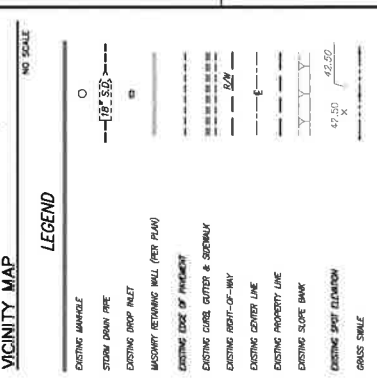 VICINITY MAP
NO SCALE
LEGEND
EXISTING MANHOLE
STORM DRAIN PIPE 18" S.D.
EXISTING DROP INLET
MASONRY RETAINING WALL (PER PLAN)
EXISTING EDGE OF PAVEMENT
EXISTING CURB, GUTTER & SIDEWALK
EXISTING RIGHT-OF-WAY R/W
EXISTING CENTER LINE
EXISTING PROPERTY LINE
EXISTING SLOPE BANK
EXISTING SPOT ELEVATION 42.50 X 42.50
GRASS SWALE